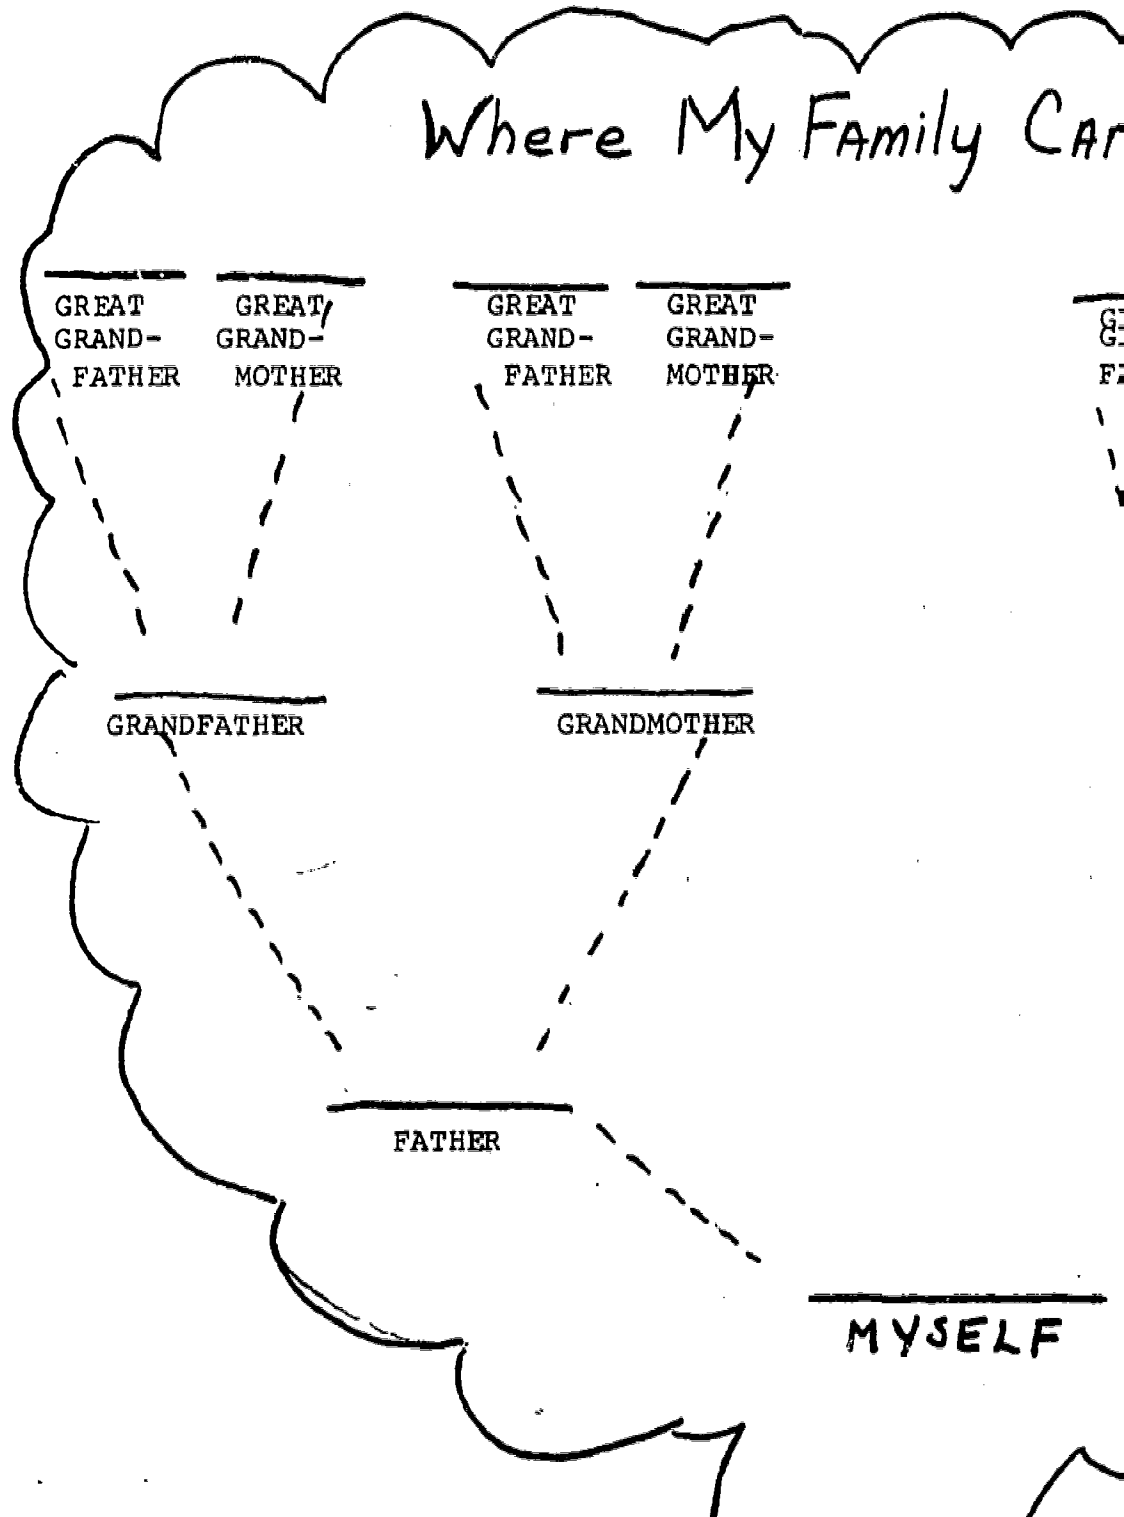 Where My Family
GREAT GREAT GREAT GREAT
GRAND- GRAND- GRAND- GRAND-
FATHER MOTHER FATHER MOTHER
GRANDFATHER GRANDMOTHER
FATHER
MYSELF